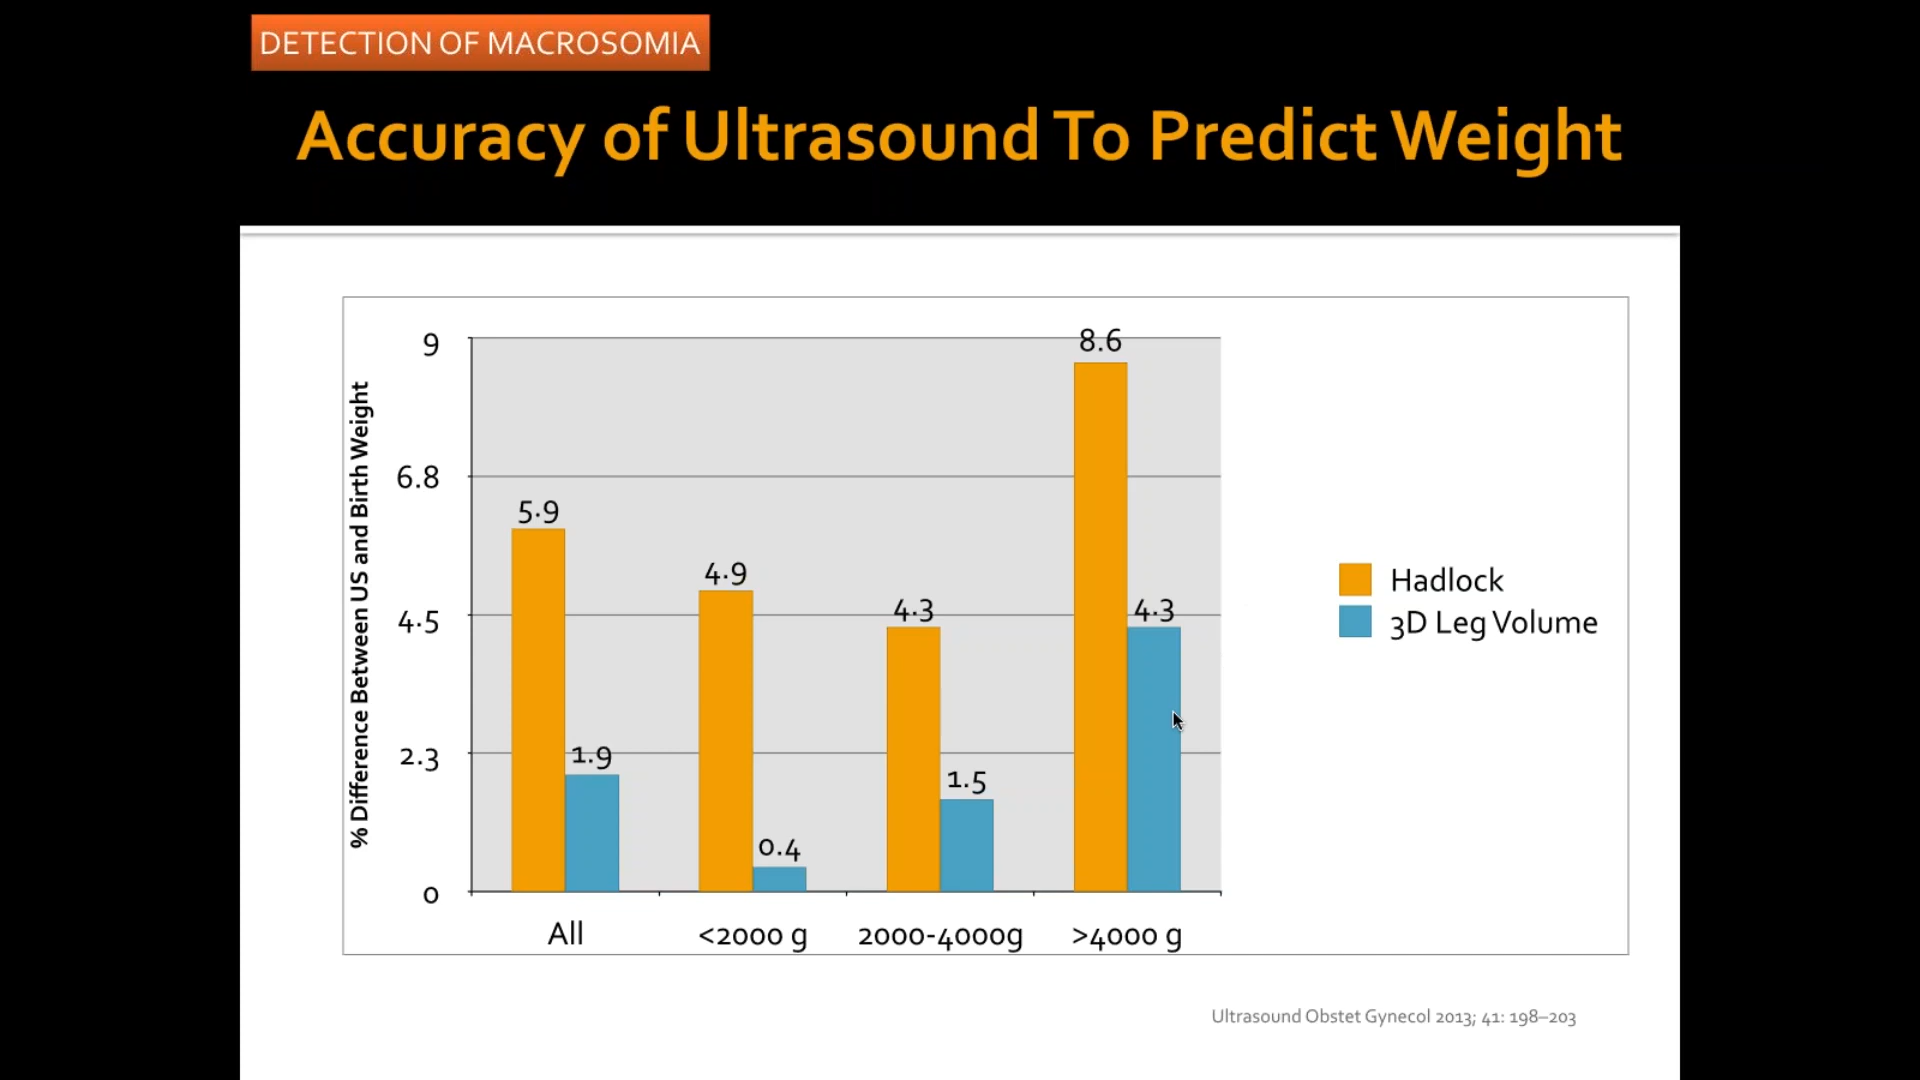 DETECTION OF MACROSOMIA
Accuracy of Ultrasound To Predict Weight
% Difference Between US and Birth Weight
9
6.8
4.5
2.3
0
5.9
1.9
4.9
0.4
4.3
1.5
8.6
4.3
All
<2000 g
2000-4000g
>4000 g
Hadlock
3D Leg Volume
Ultrasound Obstet Gynecol 2013; 41: 198–203